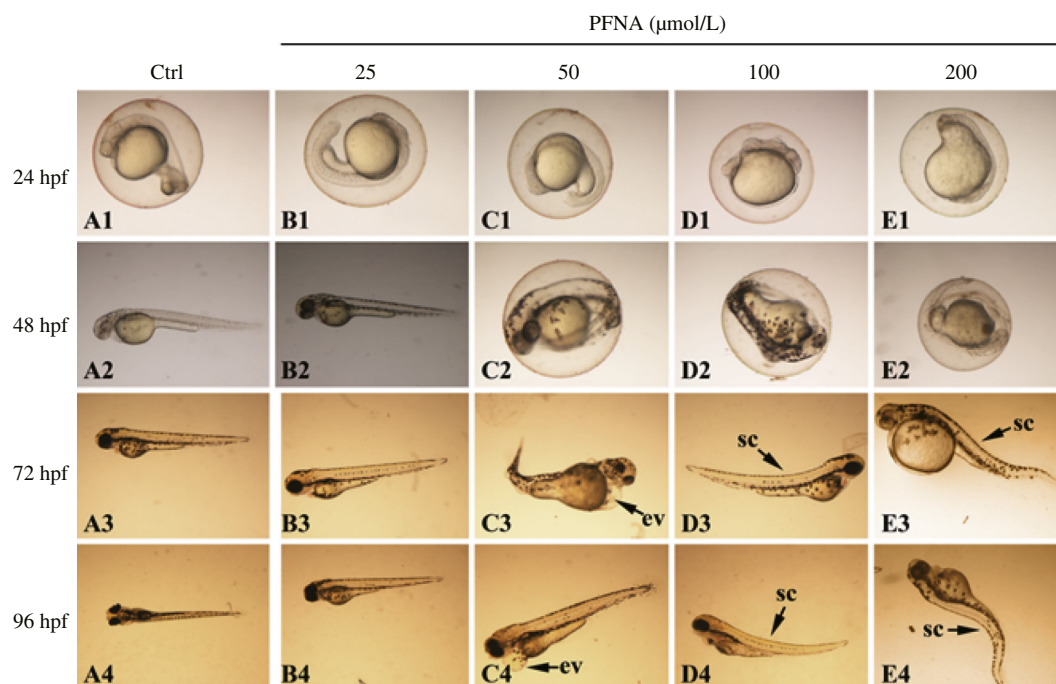 PFNA (µmol/L)
Ctrl 25 50 100 200
24 hpf
A1 B1 C1 D1 E1
48 hpf
A2 B2 C2 D2 E2
72 hpf
sc sc
ev
A3 B3 C3 D3 E3
96 hpf
sc
sc
ev
A4 B4 C4 D4 E4